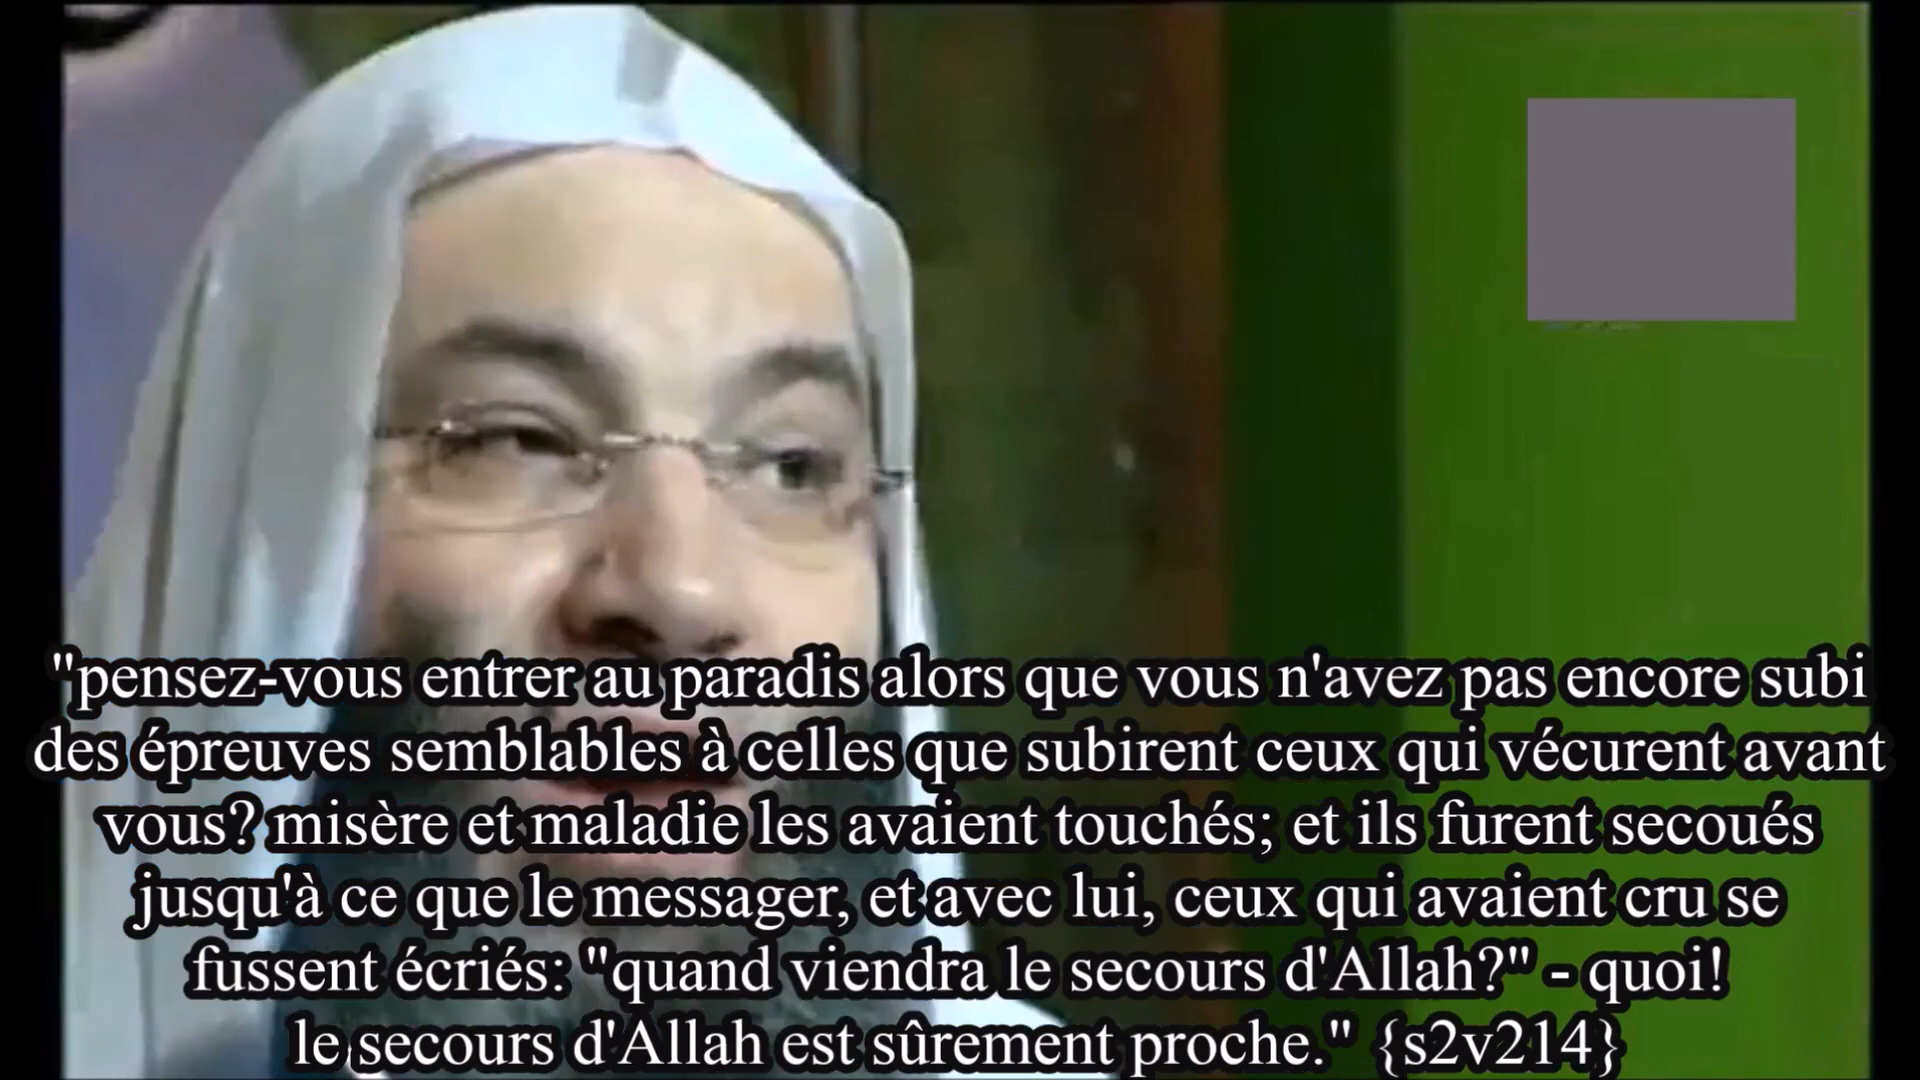 "pensez-vous entrer au paradis alors que vous n'avez pas encore subi
des épreuves semblables à celles que subirent ceux qui vécurent avant
vous? misère et maladie les avaient touchés; et ils furent secoués
jusqu'à ce que le messager, et avec lui, ceux qui avaient cru se
fussent écriés: "quand viendra le secours d'Allah?" - quoi!
le secours d'Allah est sûrement proche." {s2v214}